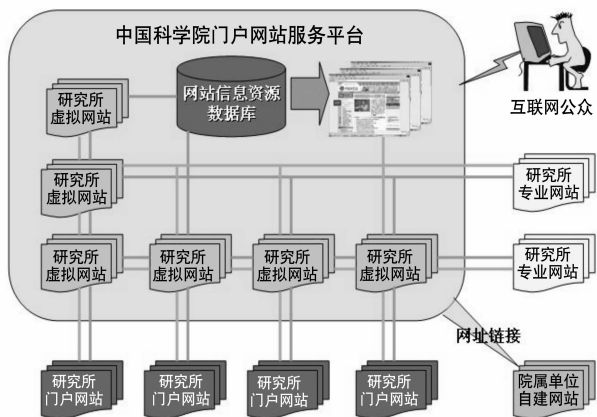 中国科学院门户网站服务平台
网站信息资源
数据库
互联网公众
研究所
虚拟网站
研究所
虚拟网站
研究所
专业网站
研究所
虚拟网站
研究所
虚拟网站
研究所
虚拟网站
研究所
虚拟网站
研究所
专业网站
网址链接
研究所
门户网站
研究所
门户网站
研究所
门户网站
研究所
门户网站
院属单位
自建网站